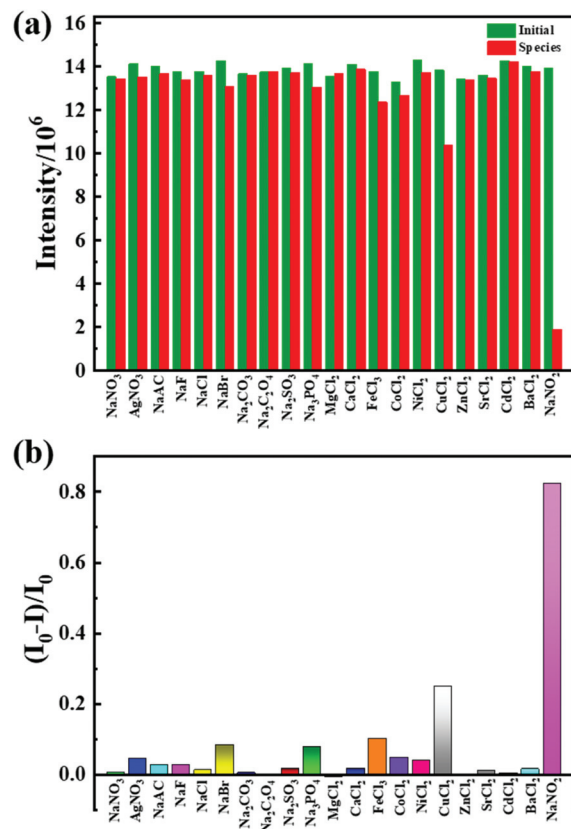 (a)
16
14
12
10
8
6
4
2
0
Intensity/10⁶
Initial
Species
NaNO₃
AgNO₃
NaAC
NaF
NaCl
NaBr
Na₂CO₃
Na₂C₂O₄
Na₂SO₃
Na₃PO₄
MgCl₂
CaCl₂
FeCl₃
CoCl₂
NiCl₂
CuCl₂
ZnCl₂
SrCl₂
CdCl₂
BaCl₂
NaNO₂
(b)
0.8
0.6
0.4
0.2
0.0
(I₀-I)/I₀
NaNO₃
AgNO₃
NaAC
NaF
NaCl
NaBr
Na₂CO₃
Na₂C₂O₄
Na₂SO₃
Na₃PO₄
MgCl₂
CaCl₂
FeCl₃
CoCl₂
NiCl₂
CuCl₂
ZnCl₂
SrCl₂
CdCl₂
BaCl₂
NaNO₂